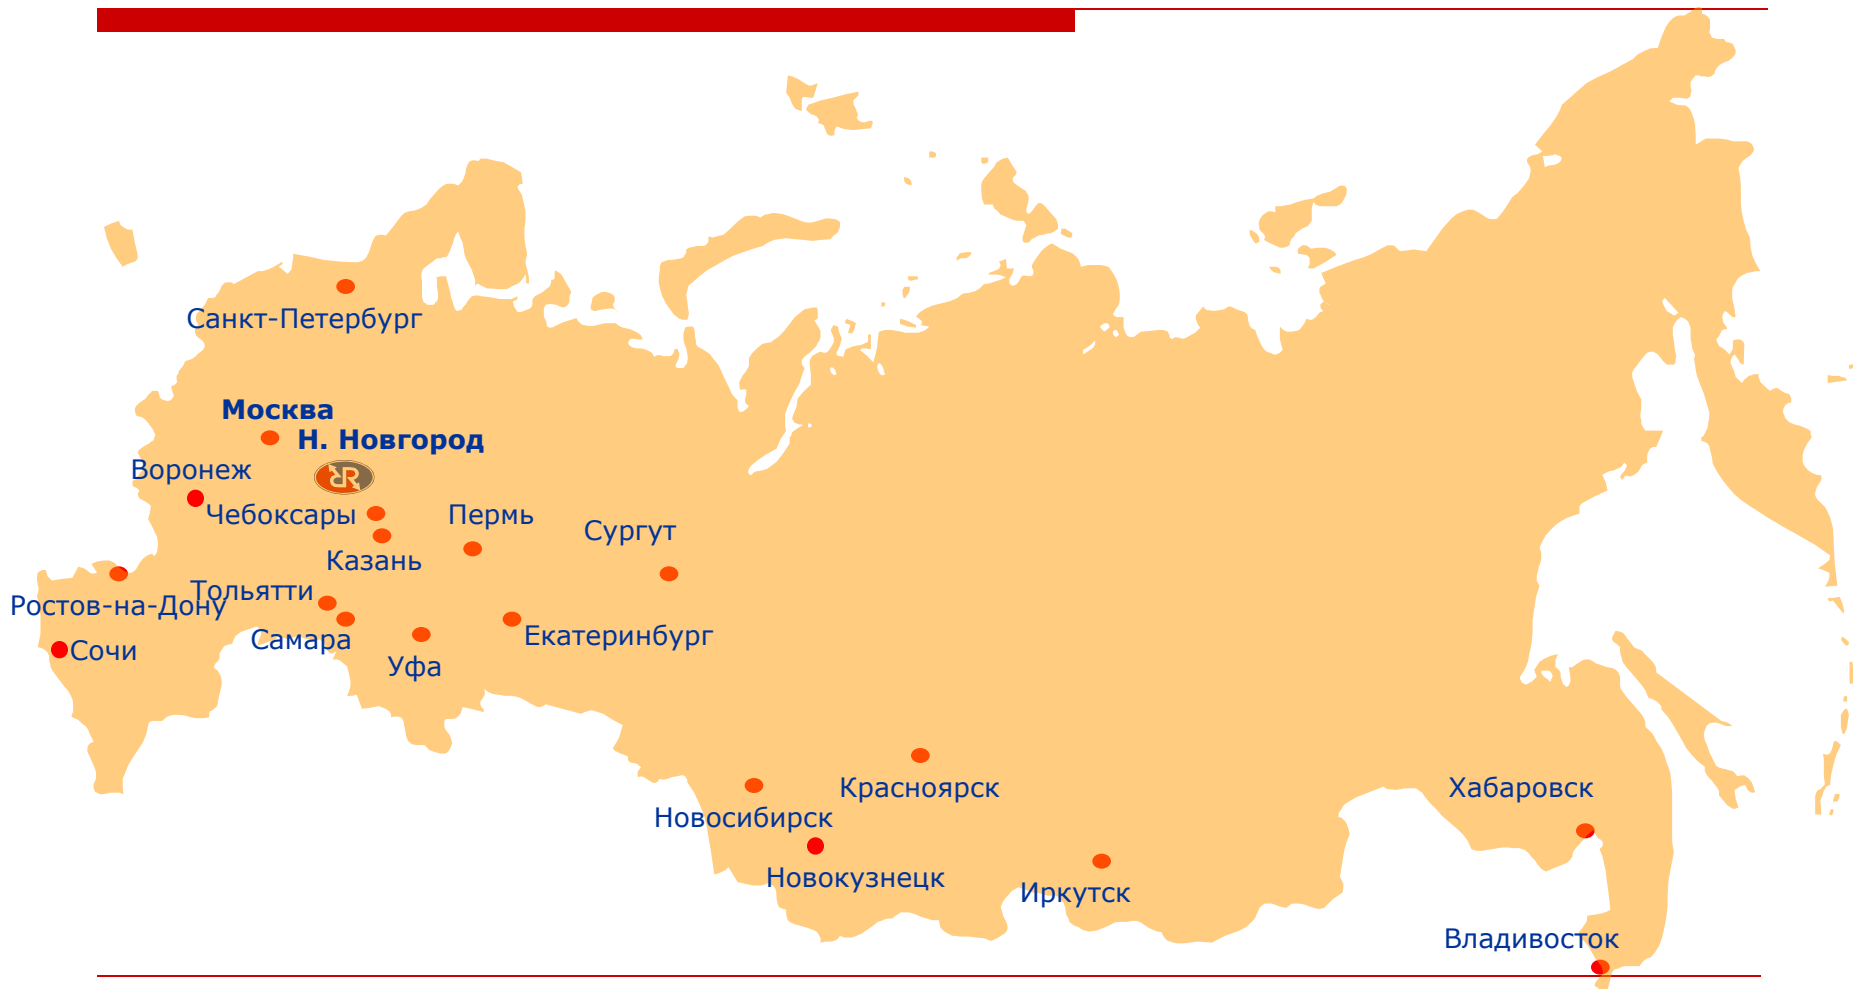 Санкт-Петербург
Москва
Н. Новгород
Воронеж
Чебоксары
Пермь
Сургут
Казань
Тольятти
Ростов-на-Дону
Самара
Екатеринбург
Сочи
Уфа
Красноярск
Хабаровск
Новосибирск
Новокузнецк
Иркутск
Владивосток